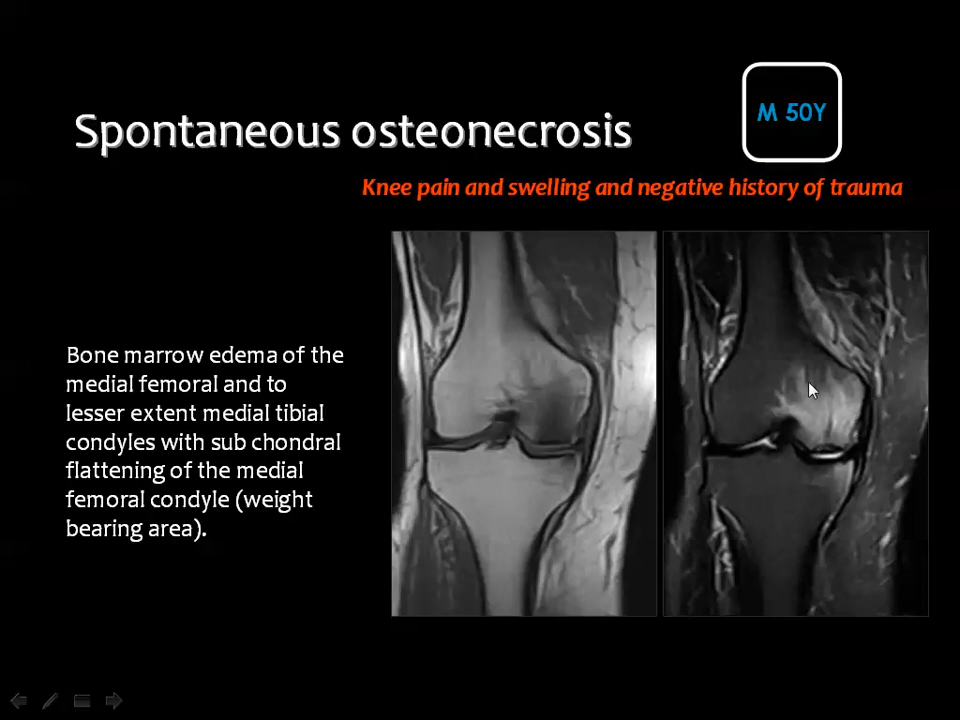 M 50Y
Spontaneous osteonecrosis
Knee pain and swelling and negative history of trauma
Bone marrow edema of the
medial femoral and to
lesser extent medial tibial
condyles with sub chondral
flattening of the medial
femoral condyle (weight
bearing area).